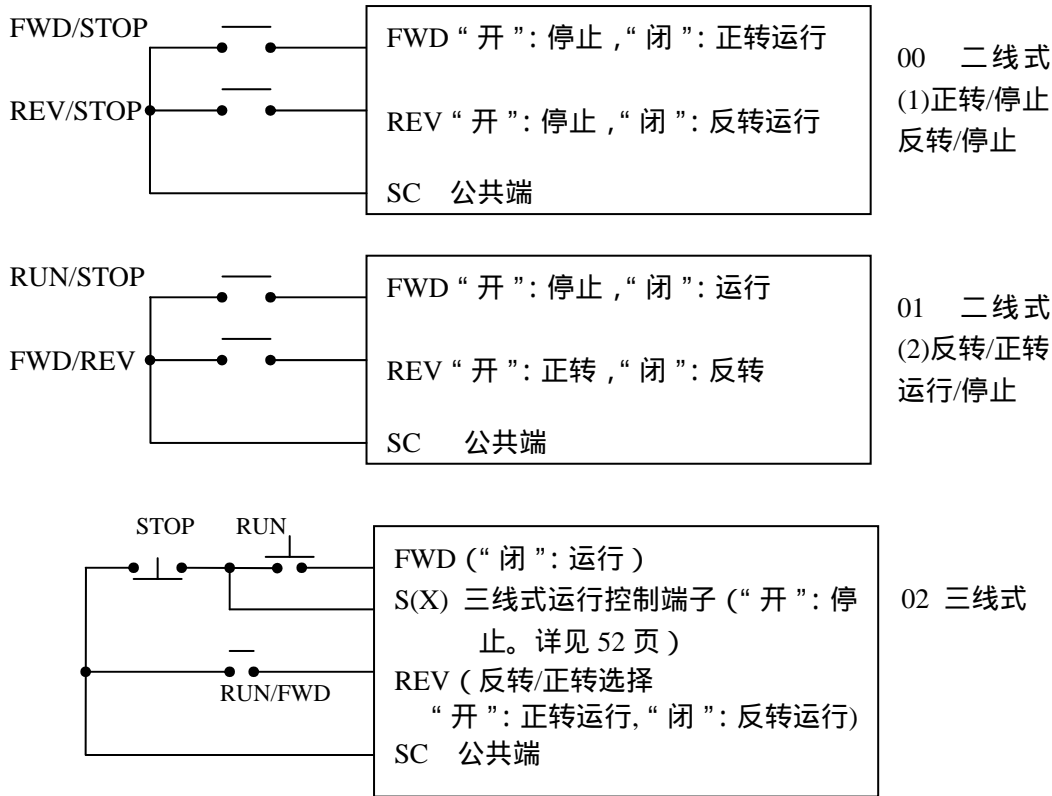 FWD/STOP
FWD“开”：停止，“闭”：正转运行
REV/STOP
REV“开”：停止，“闭”：反转运行
SC 公共端
00 二线式
(1)正转/停止
反转/停止
RUN/STOP
FWD“开”：停止，“闭”：运行
FWD/REV
REV“开”：正转，“闭”：反转
SC 公共端
01 二线式
(2)反转/正转
运行/停止
STOP RUN
FWD（“闭”：运行）
S(X) 三线式运行控制端子（“开”：停
止。详见 52 页）
RUN/FWD
REV（反转/正转选择
“开”：正转运行, “闭”：反转运行)
SC 公共端
02 三线式